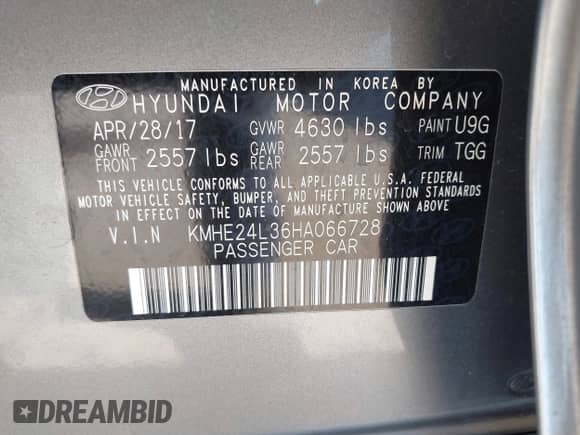 MANUFACTURED IN KOREA BY
HYUNDAI MOTOR COMPANY
APR/28/17 GVWR 4630 lbs PAINT U9G
GAWR FRONT 2557 lbs GAWR REAR 2557 lbs TRIM TGG
THIS VEHICLE CONFORMS TO ALL APPLICABLE U.S.A. FEDERAL
MOTOR VEHICLE SAFETY, BUMPER, AND THEFT PREVENTION STANDARDS
IN EFFECT ON THE DATE OF MANUFACTURE SHOWN ABOVE
V.I.N KMHE24L36HA066728
PASSENGER CAR
DREAMBID